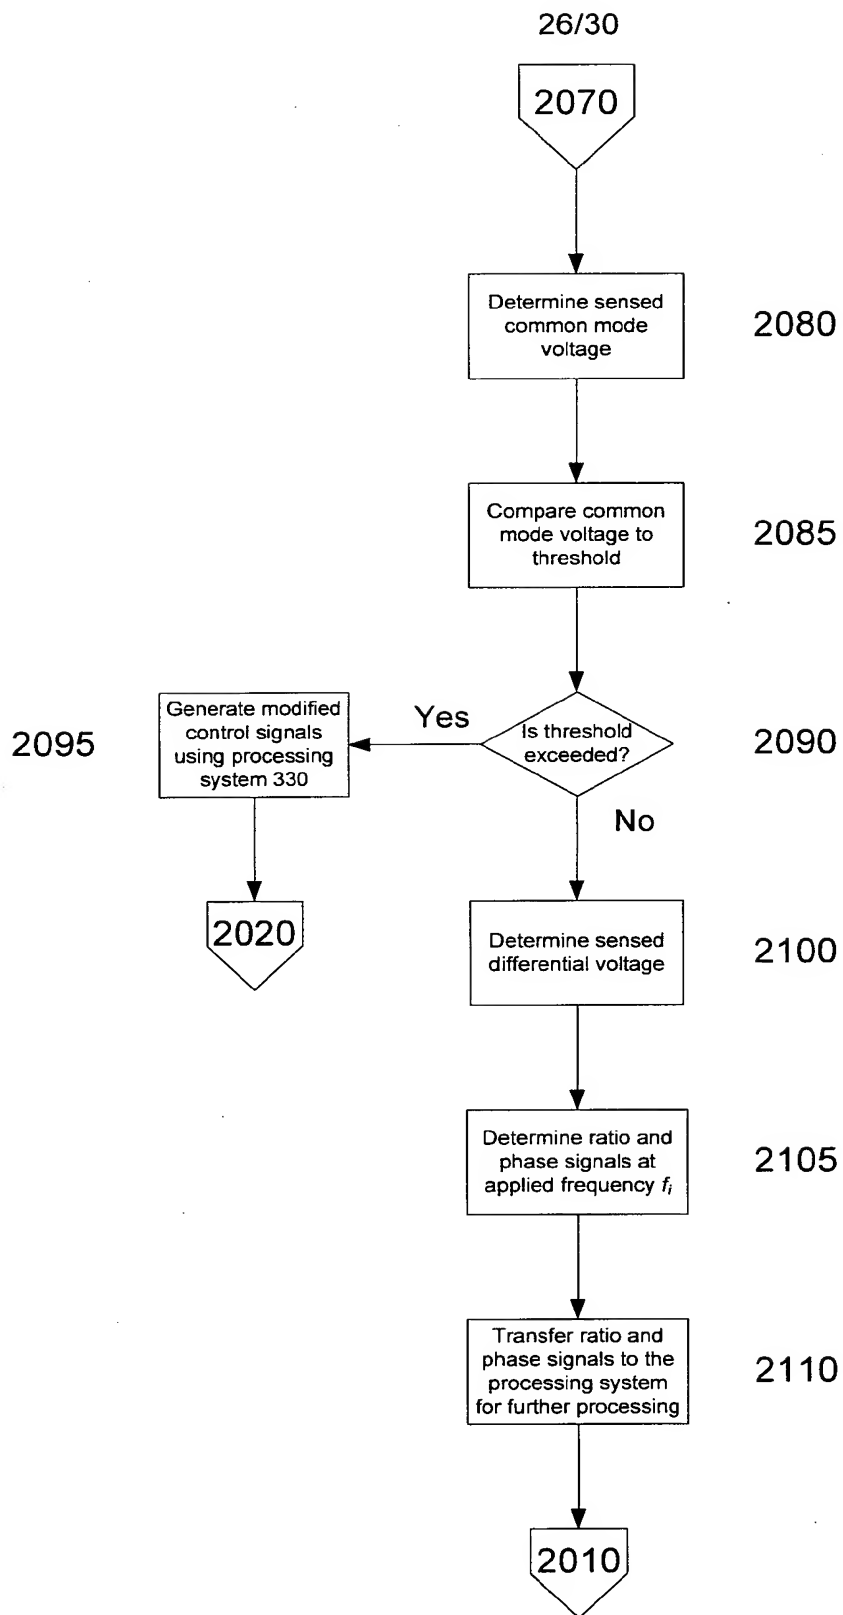 26/30
2070
Determine sensed
common mode
voltage
2080
Compare common
mode voltage to
threshold
2085
Generate modified
control signals
using processing
system 330
2095
Yes
Is threshold
exceeded?
2090
No
2020
Determine sensed
differential voltage
2100
Determine ratio and
phase signals at
applied frequency fi
2105
Transfer ratio and
phase signals to the
processing system
for further processing
2110
2010